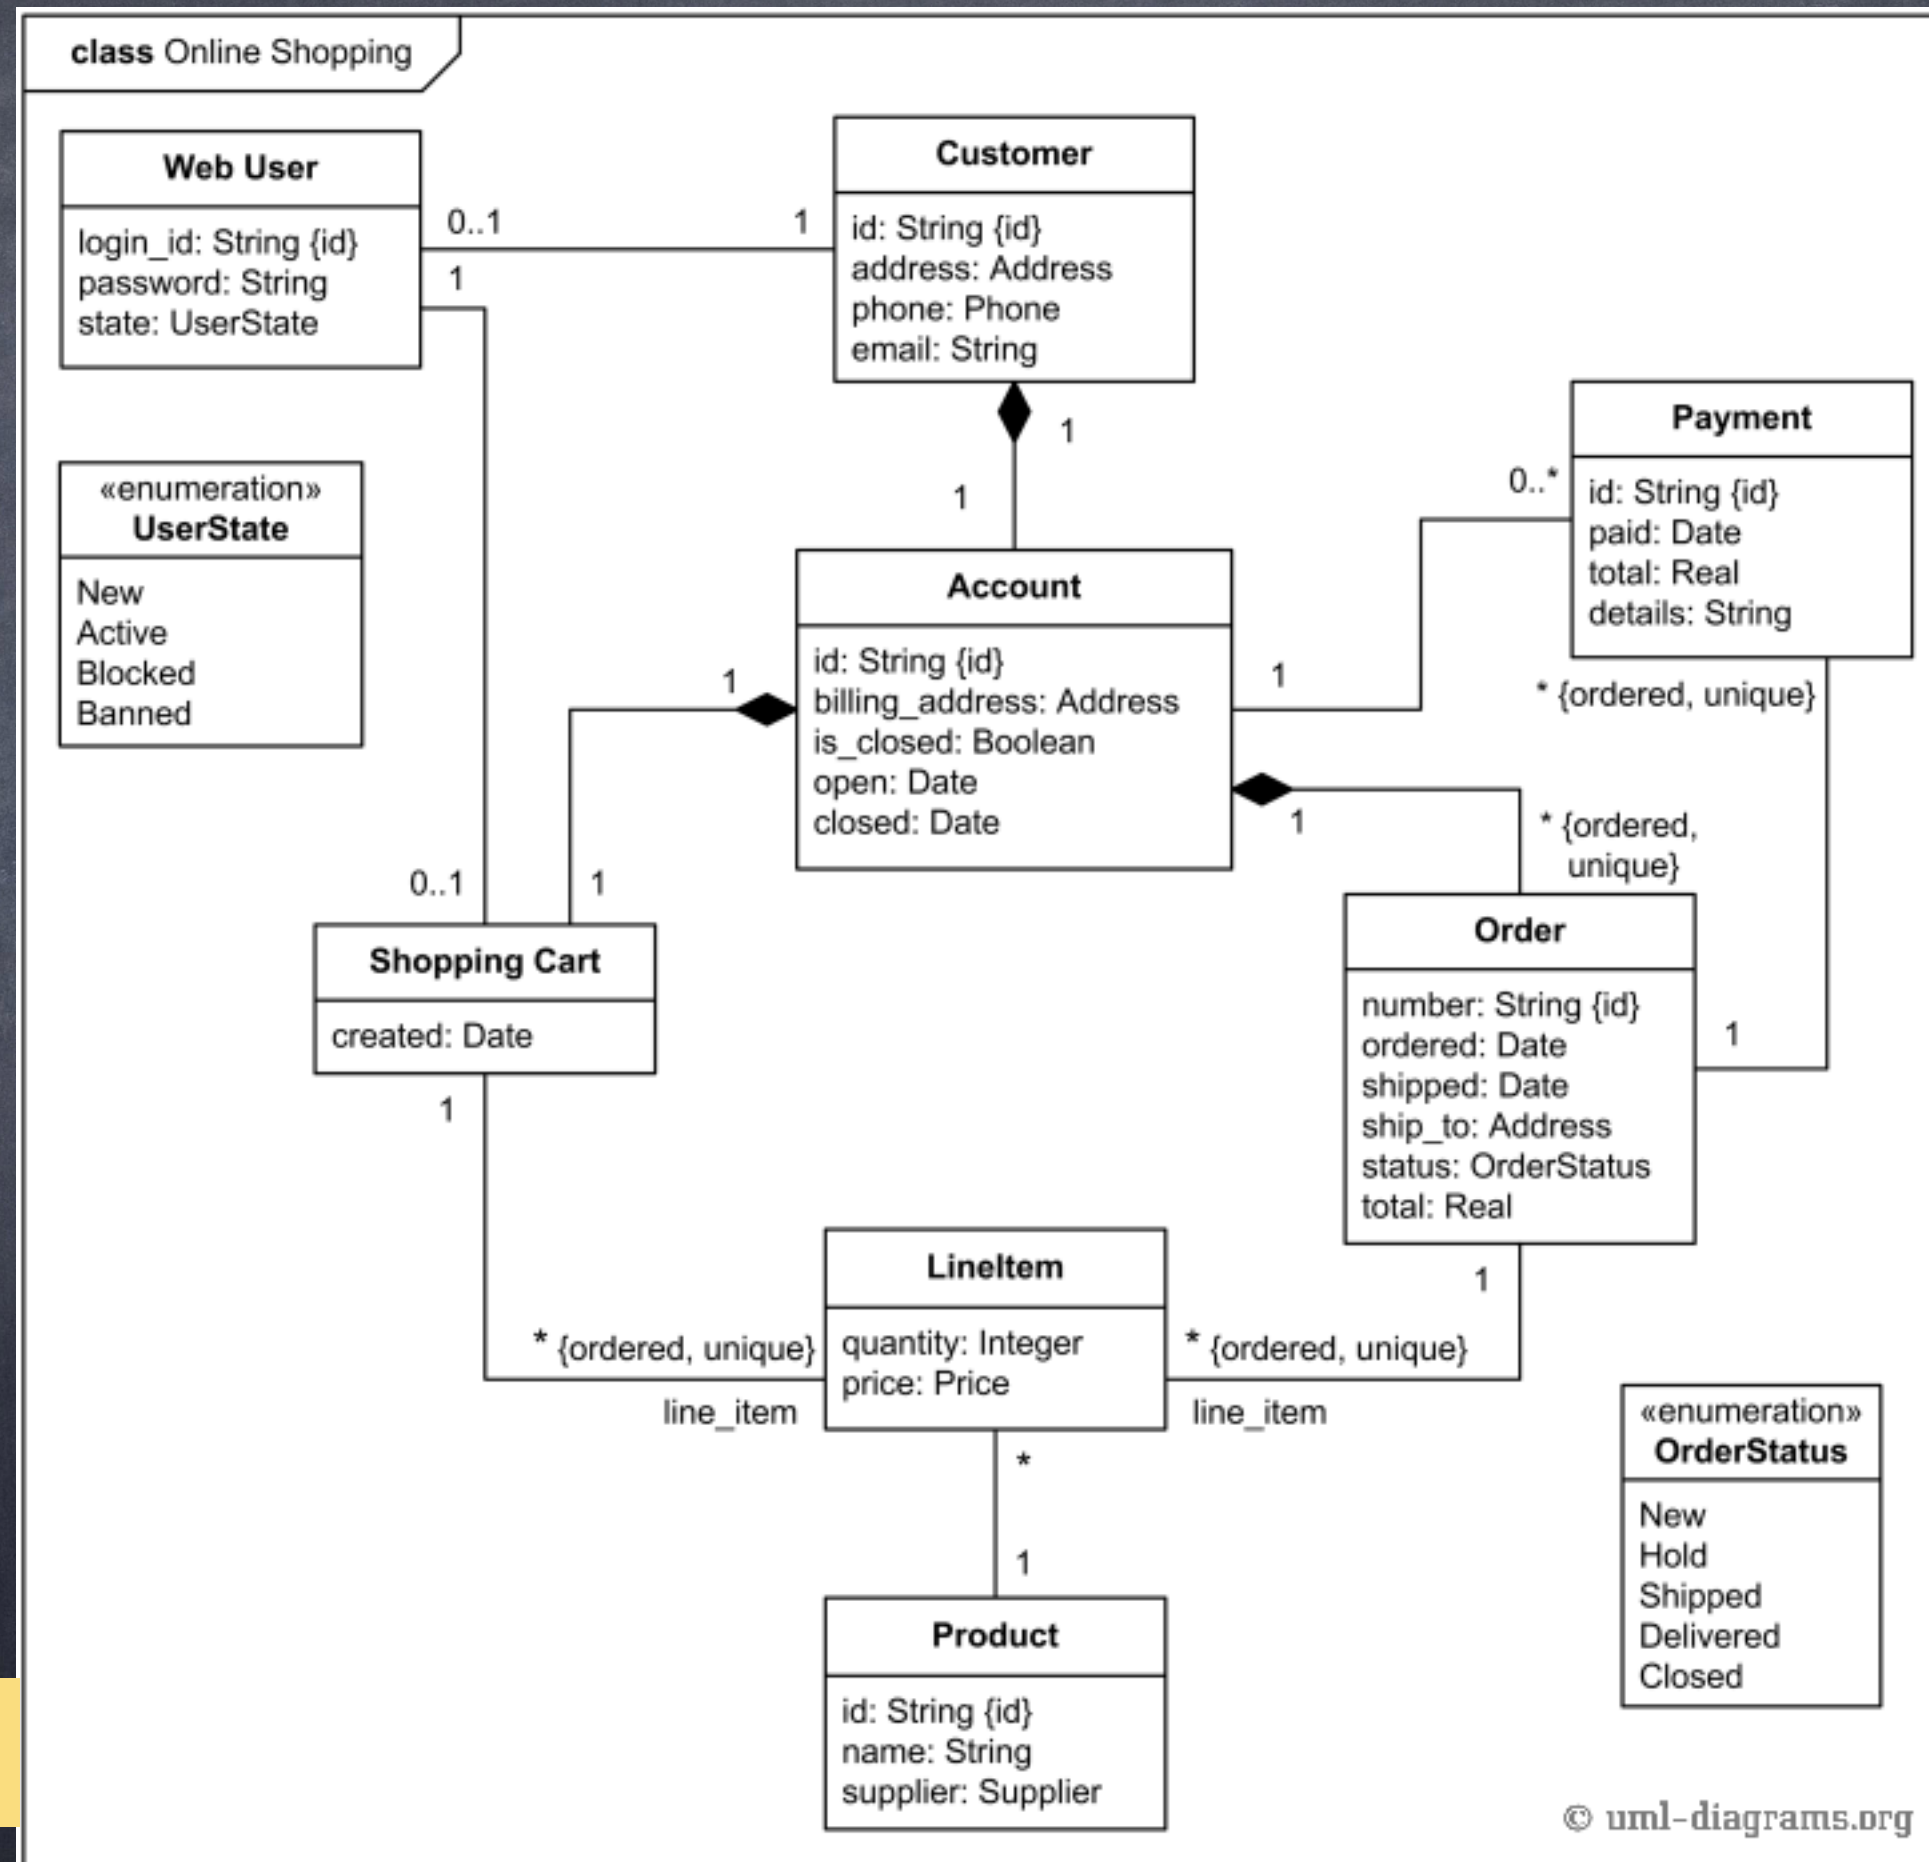 class Online Shopping
Web User
login_id: String {id}
password: String
state: UserState
0..1
1
1
Customer
id: String {id}
address: Address
phone: Phone
email: String
1
1
«enumeration»
UserState
New
Active
Blocked
Banned
Payment
id: String {id}
paid: Date
total: Real
details: String
0..*
1
* {ordered, unique}
Account
id: String {id}
billing_address: Address
is_closed: Boolean
open: Date
closed: Date
1
1
* {ordered,
unique}
0..1
1
Shopping Cart
created: Date
1
Order
number: String {id}
ordered: Date
shipped: Date
ship_to: Address
status: OrderStatus
total: Real
1
1
LineItem
quantity: Integer
price: Price
* {ordered, unique}
line_item
* {ordered, unique}
line_item
*
1
Product
id: String {id}
name: String
supplier: Supplier
«enumeration»
OrderStatus
New
Hold
Shipped
Delivered
Closed
© uml-diagrams.org